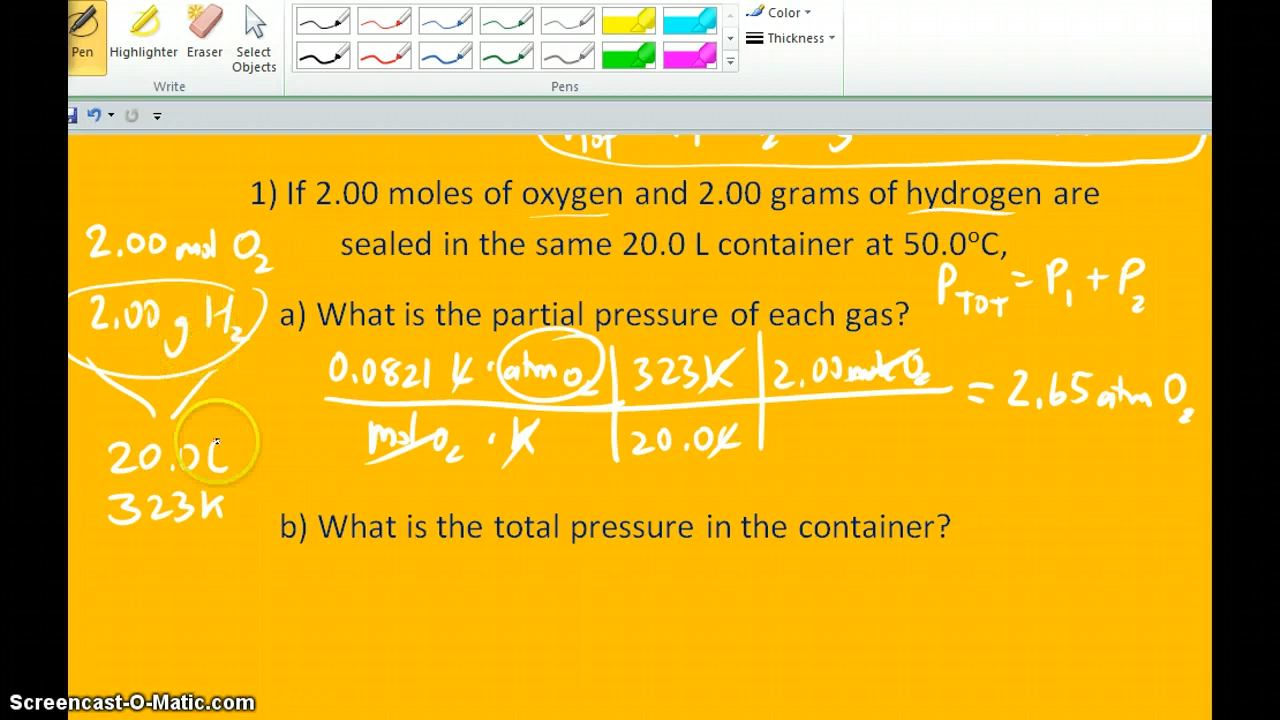 Pen
Highlighter
Eraser
Select
Objects
Color
Thickness
Write
Pens
TOT
1) If 2.00 moles of oxygen and 2.00 grams of hydrogen are
sealed in the same 20.0 L container at 50.0°C,
2.00 mol O₂
2.00 g H₂
P_TOT = P₁ + P₂
a) What is the partial pressure of each gas?
0.0821 L · atm O₂ | 323K | 2.00 mol O₂
mol O₂ · K | 20.0 L
= 2.65 atm O₂
20.0L
323K
b) What is the total pressure in the container?
Screencast-O-Matic.com